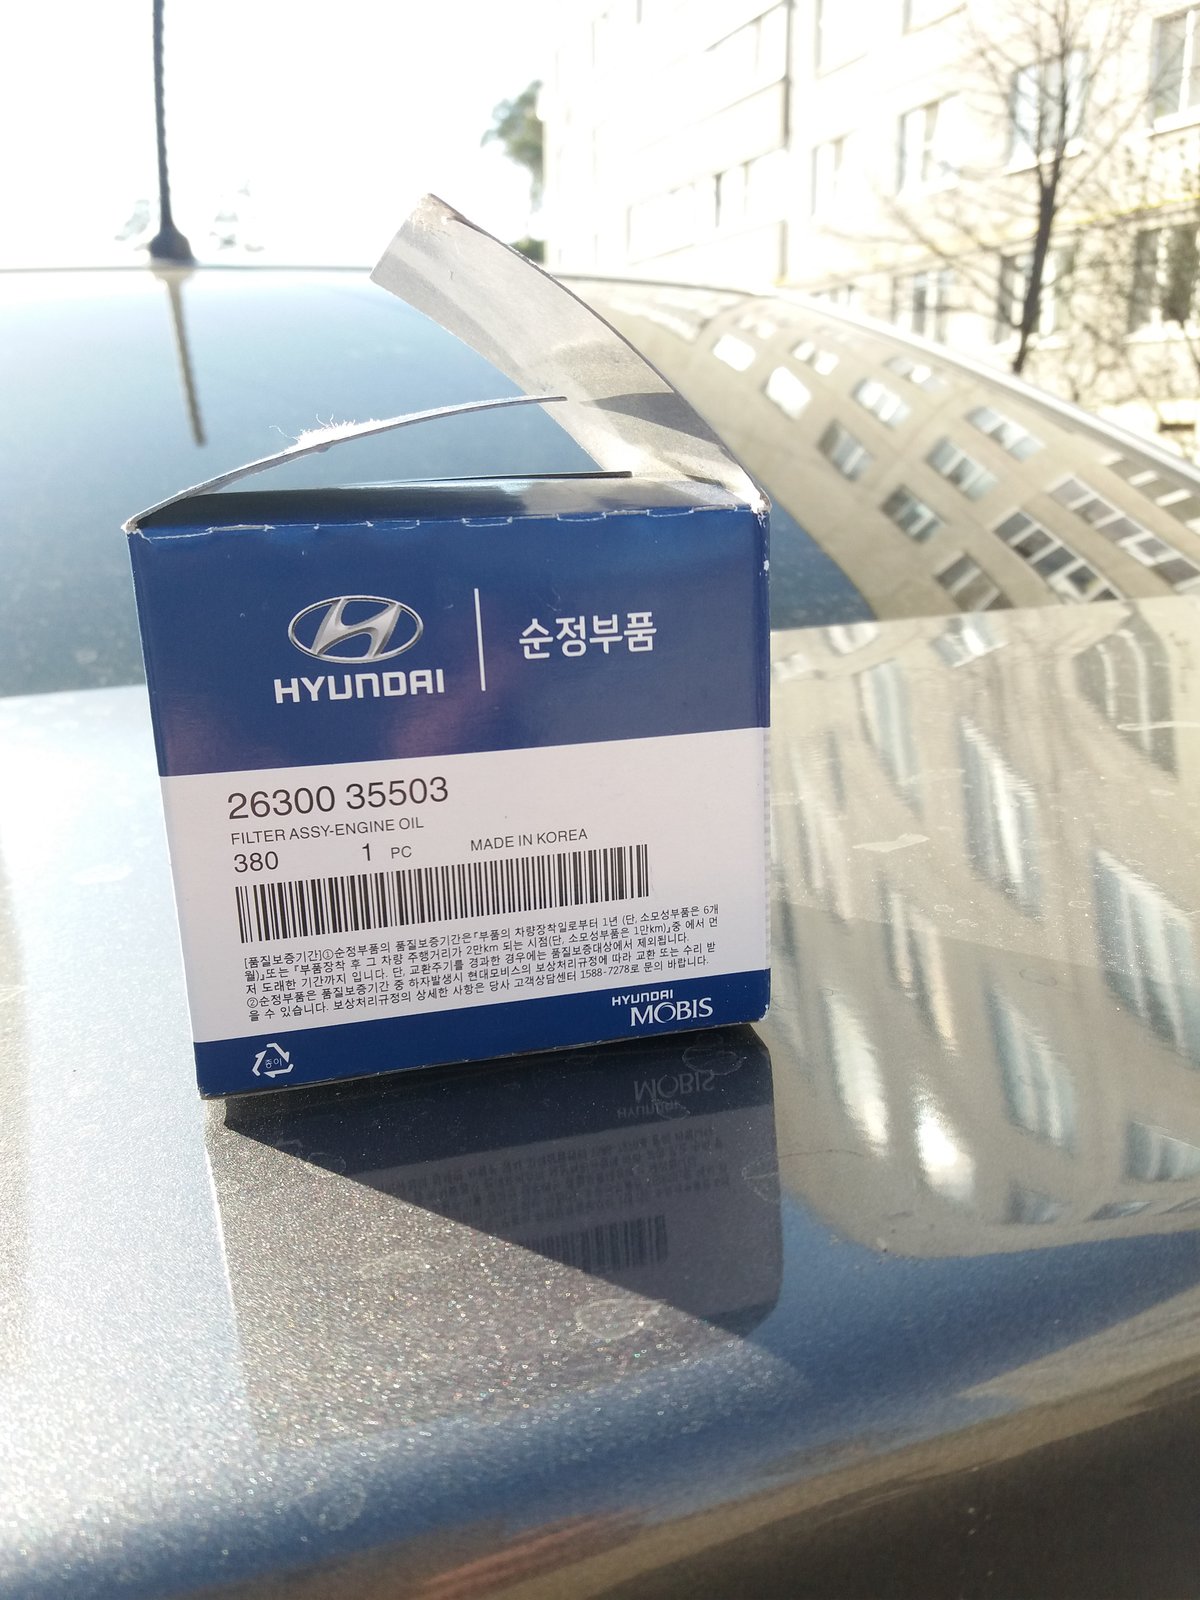 HYUNDAI
순정부품
26300 35503
FILTER ASSY-ENGINE OIL
380 1 PC MADE IN KOREA
[품질보증기간]①순정부품의 품질보증기간은『부품의 차량장착일로부터 1년 (단, 소모성부품은 6개
월)』또는 『부품장착 후 그 차량 주행거리가 2만km 되는 시점(단, 소모성부품은 1만km)』중 에서 먼
저 도래한 기간까지 입니다. 단, 교환주기를 경과한 경우에는 품질보증대상에서 제외됩니다.
②순정부품은 품질보증기간 중 하자발생시 현대모비스의 보상처리규정에 따라 교환 또는 수리 받
을 수 있습니다. 보상처리규정의 상세한 사항은 당사 고객상담센터 1588-7278로 문의 바랍니다.
HYUNDAI
MOBIS
종이